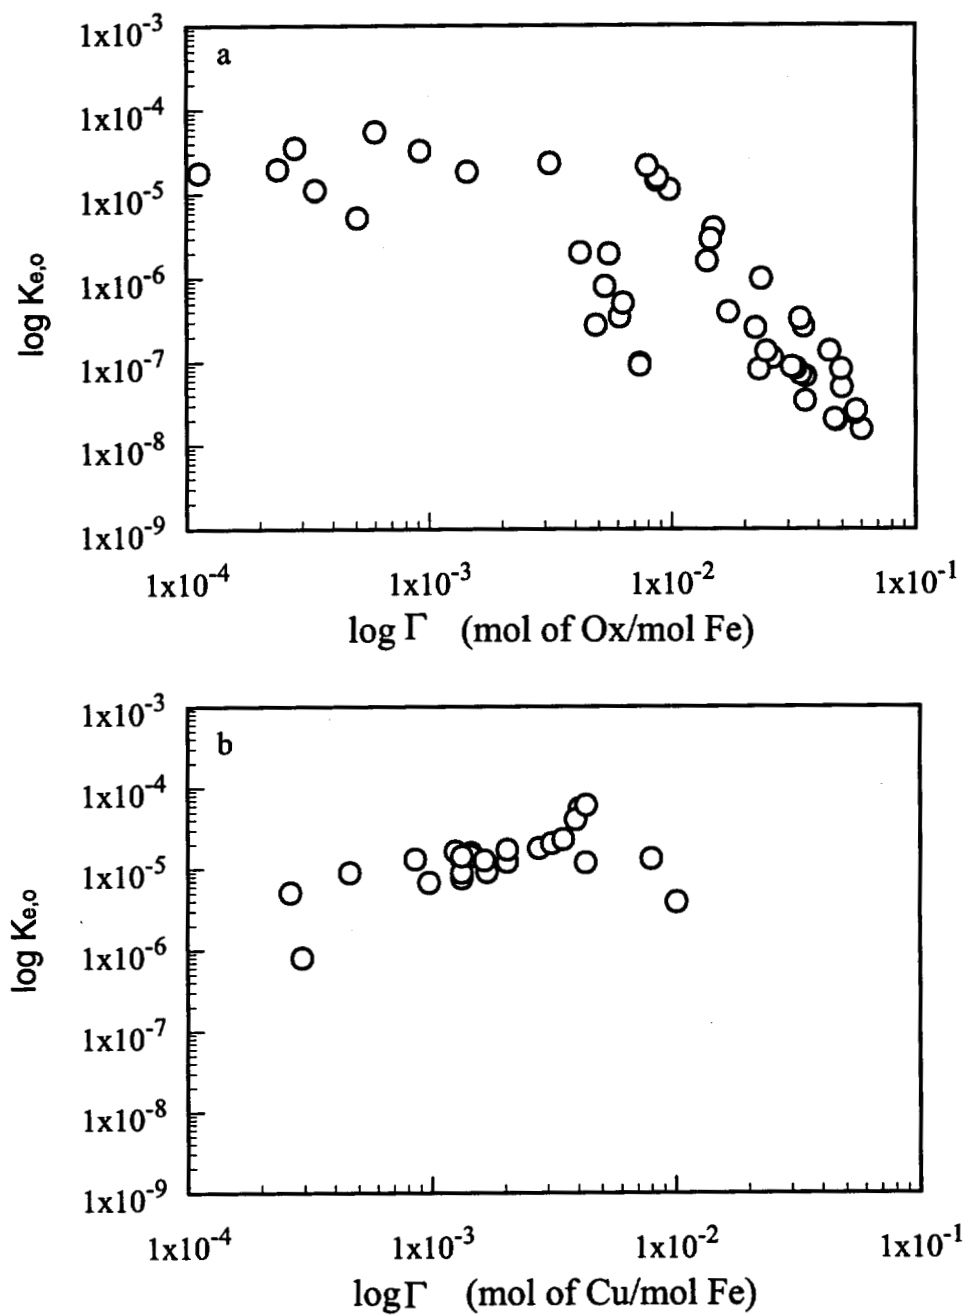 1x10⁻³
a
1x10⁻⁴
1x10⁻⁵
1x10⁻⁶
1x10⁻⁷
1x10⁻⁸
1x10⁻⁹
log Ke,o
1x10⁻⁴ 1x10⁻³ 1x10⁻² 1x10⁻¹
log Γ (mol of Ox/mol Fe)
1x10⁻³
b
1x10⁻⁴
1x10⁻⁵
1x10⁻⁶
1x10⁻⁷
1x10⁻⁸
1x10⁻⁹
log Ke,o
1x10⁻⁴ 1x10⁻³ 1x10⁻² 1x10⁻¹
log Γ (mol of Cu/mol Fe)